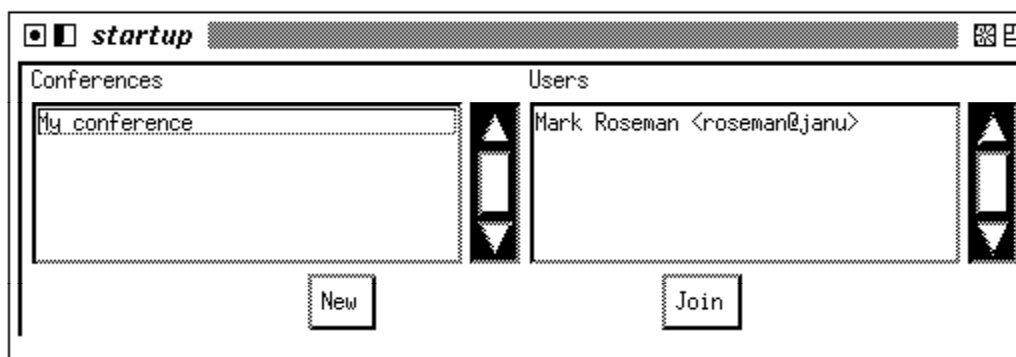 startup
Conferences Users
My conference Mark Roseman <roseman@janu>
New Join